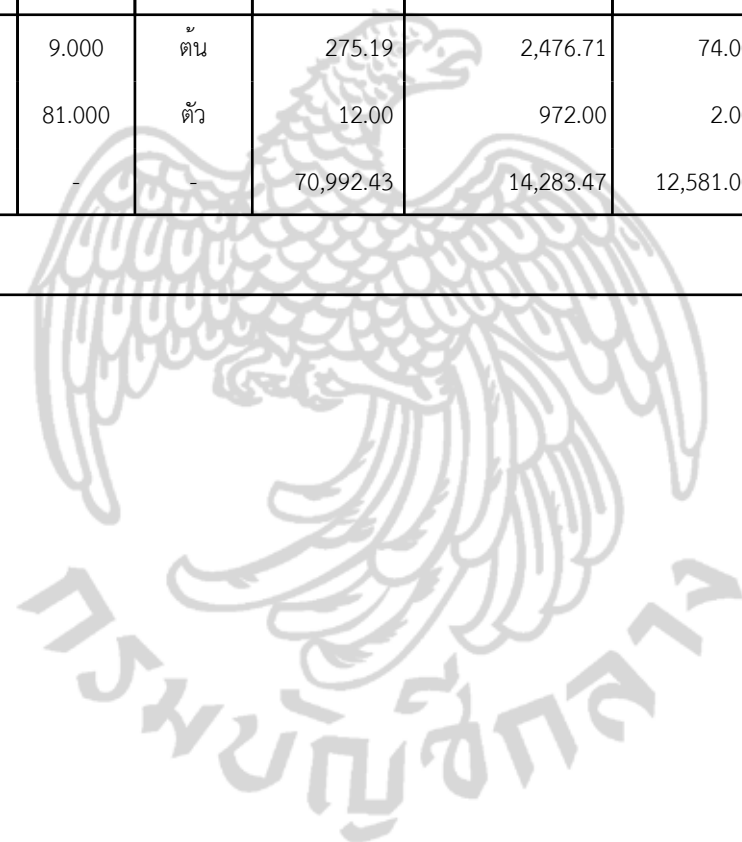 9.000 ต้น 275.19 2,476.71 74.0
81.000 ตัว 12.00 972.00 2.0
- - 70,992.43 14,283.47 12,581.0
กรมบัญชีกลาง